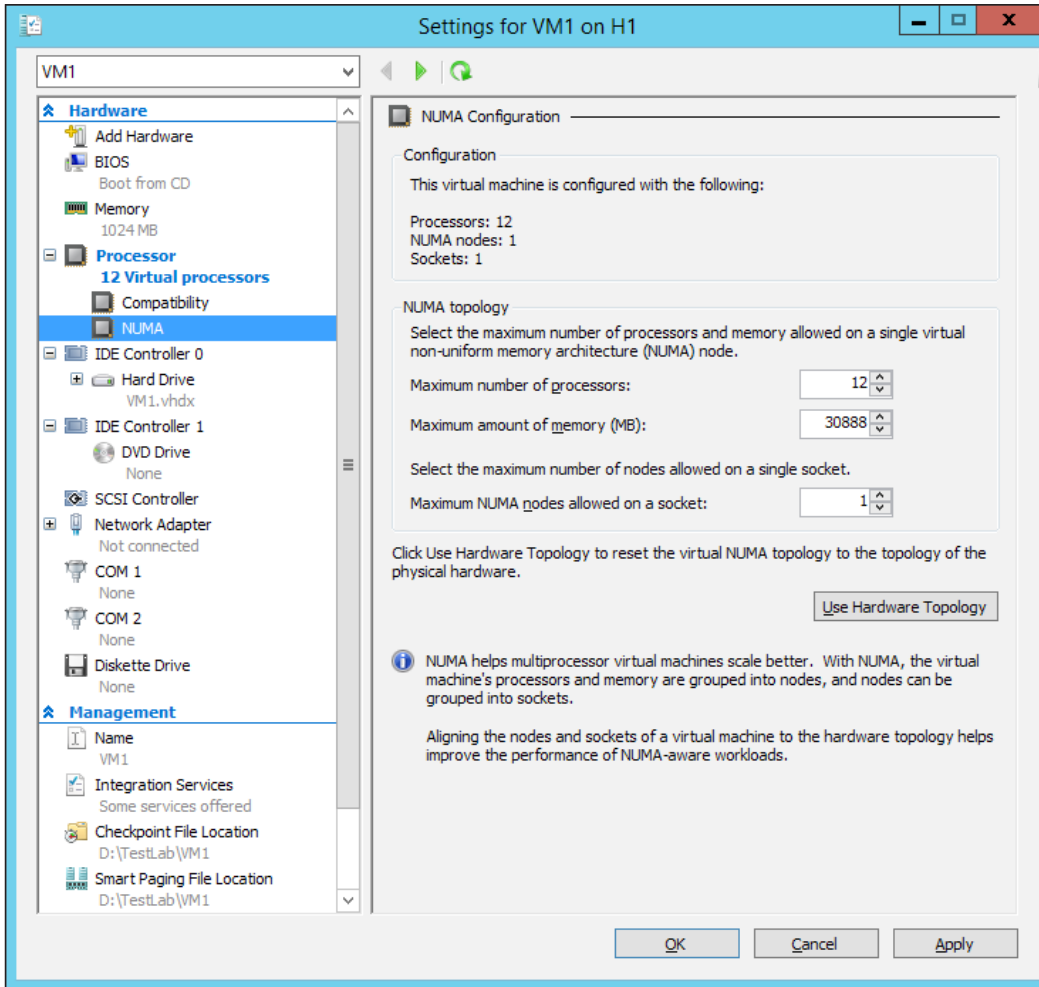 Settings for VM1 on H1
VM1
Hardware
Add Hardware
BIOS
Boot from CD
Memory
1024 MB
Processor
12 Virtual processors
Compatibility
NUMA
IDE Controller 0
Hard Drive
VM1.vhdx
IDE Controller 1
DVD Drive
None
SCSI Controller
Network Adapter
Not connected
COM 1
None
COM 2
None
Diskette Drive
None
Management
Name
VM1
Integration Services
Some services offered
Checkpoint File Location
D:\TestLab\VM1
Smart Paging File Location
D:\TestLab\VM1
NUMA Configuration
Configuration
This virtual machine is configured with the following:
Processors: 12
NUMA nodes: 1
Sockets: 1
NUMA topology
Select the maximum number of processors and memory allowed on a single virtual
non-uniform memory architecture (NUMA) node.
Maximum number of processors: 12
Maximum amount of memory (MB): 30888
Select the maximum number of nodes allowed on a single socket.
Maximum NUMA nodes allowed on a socket: 1
Click Use Hardware Topology to reset the virtual NUMA topology to the topology of the
physical hardware.
Use Hardware Topology
NUMA helps multiprocessor virtual machines scale better. With NUMA, the virtual
machine's processors and memory are grouped into nodes, and nodes can be
grouped into sockets.
Aligning the nodes and sockets of a virtual machine to the hardware topology helps
improve the performance of NUMA-aware workloads.
OK Cancel Apply